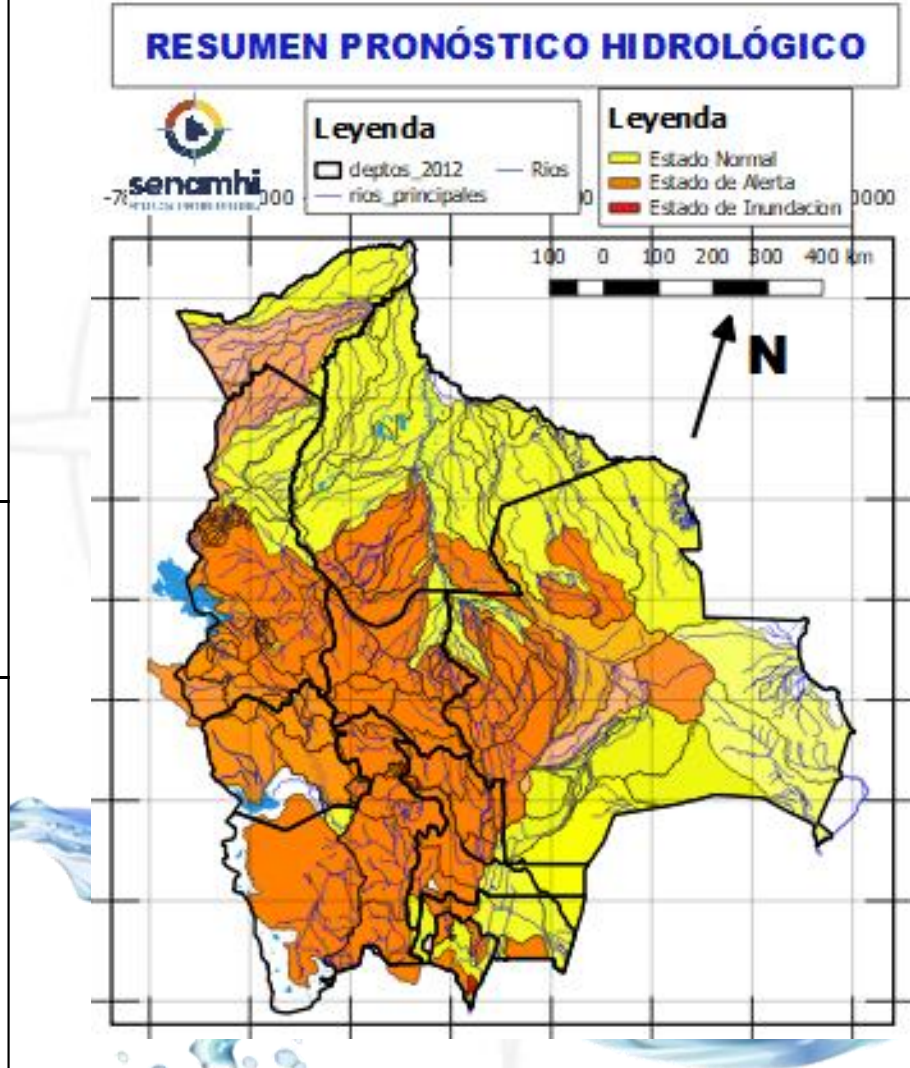 RESUMEN PRONÓSTICO HIDROLÓGICO
senamhi
Leyenda
deptos_2012
Rios
rios_principales
Leyenda
Estado Normal
Estado de Alerta
Estado de Inundacion
100 0 100 200 300 400 km
N